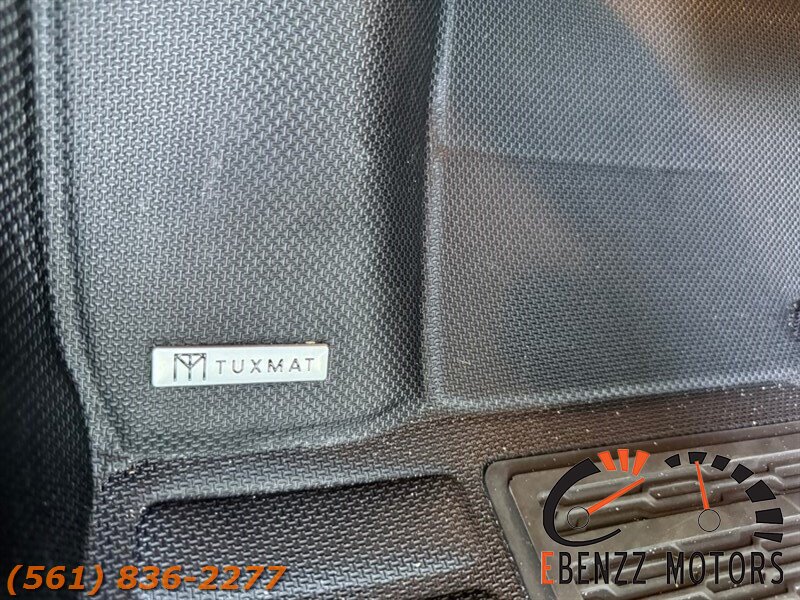 TUXMAT
(561) 836-2277
EBENZZ MOTORS